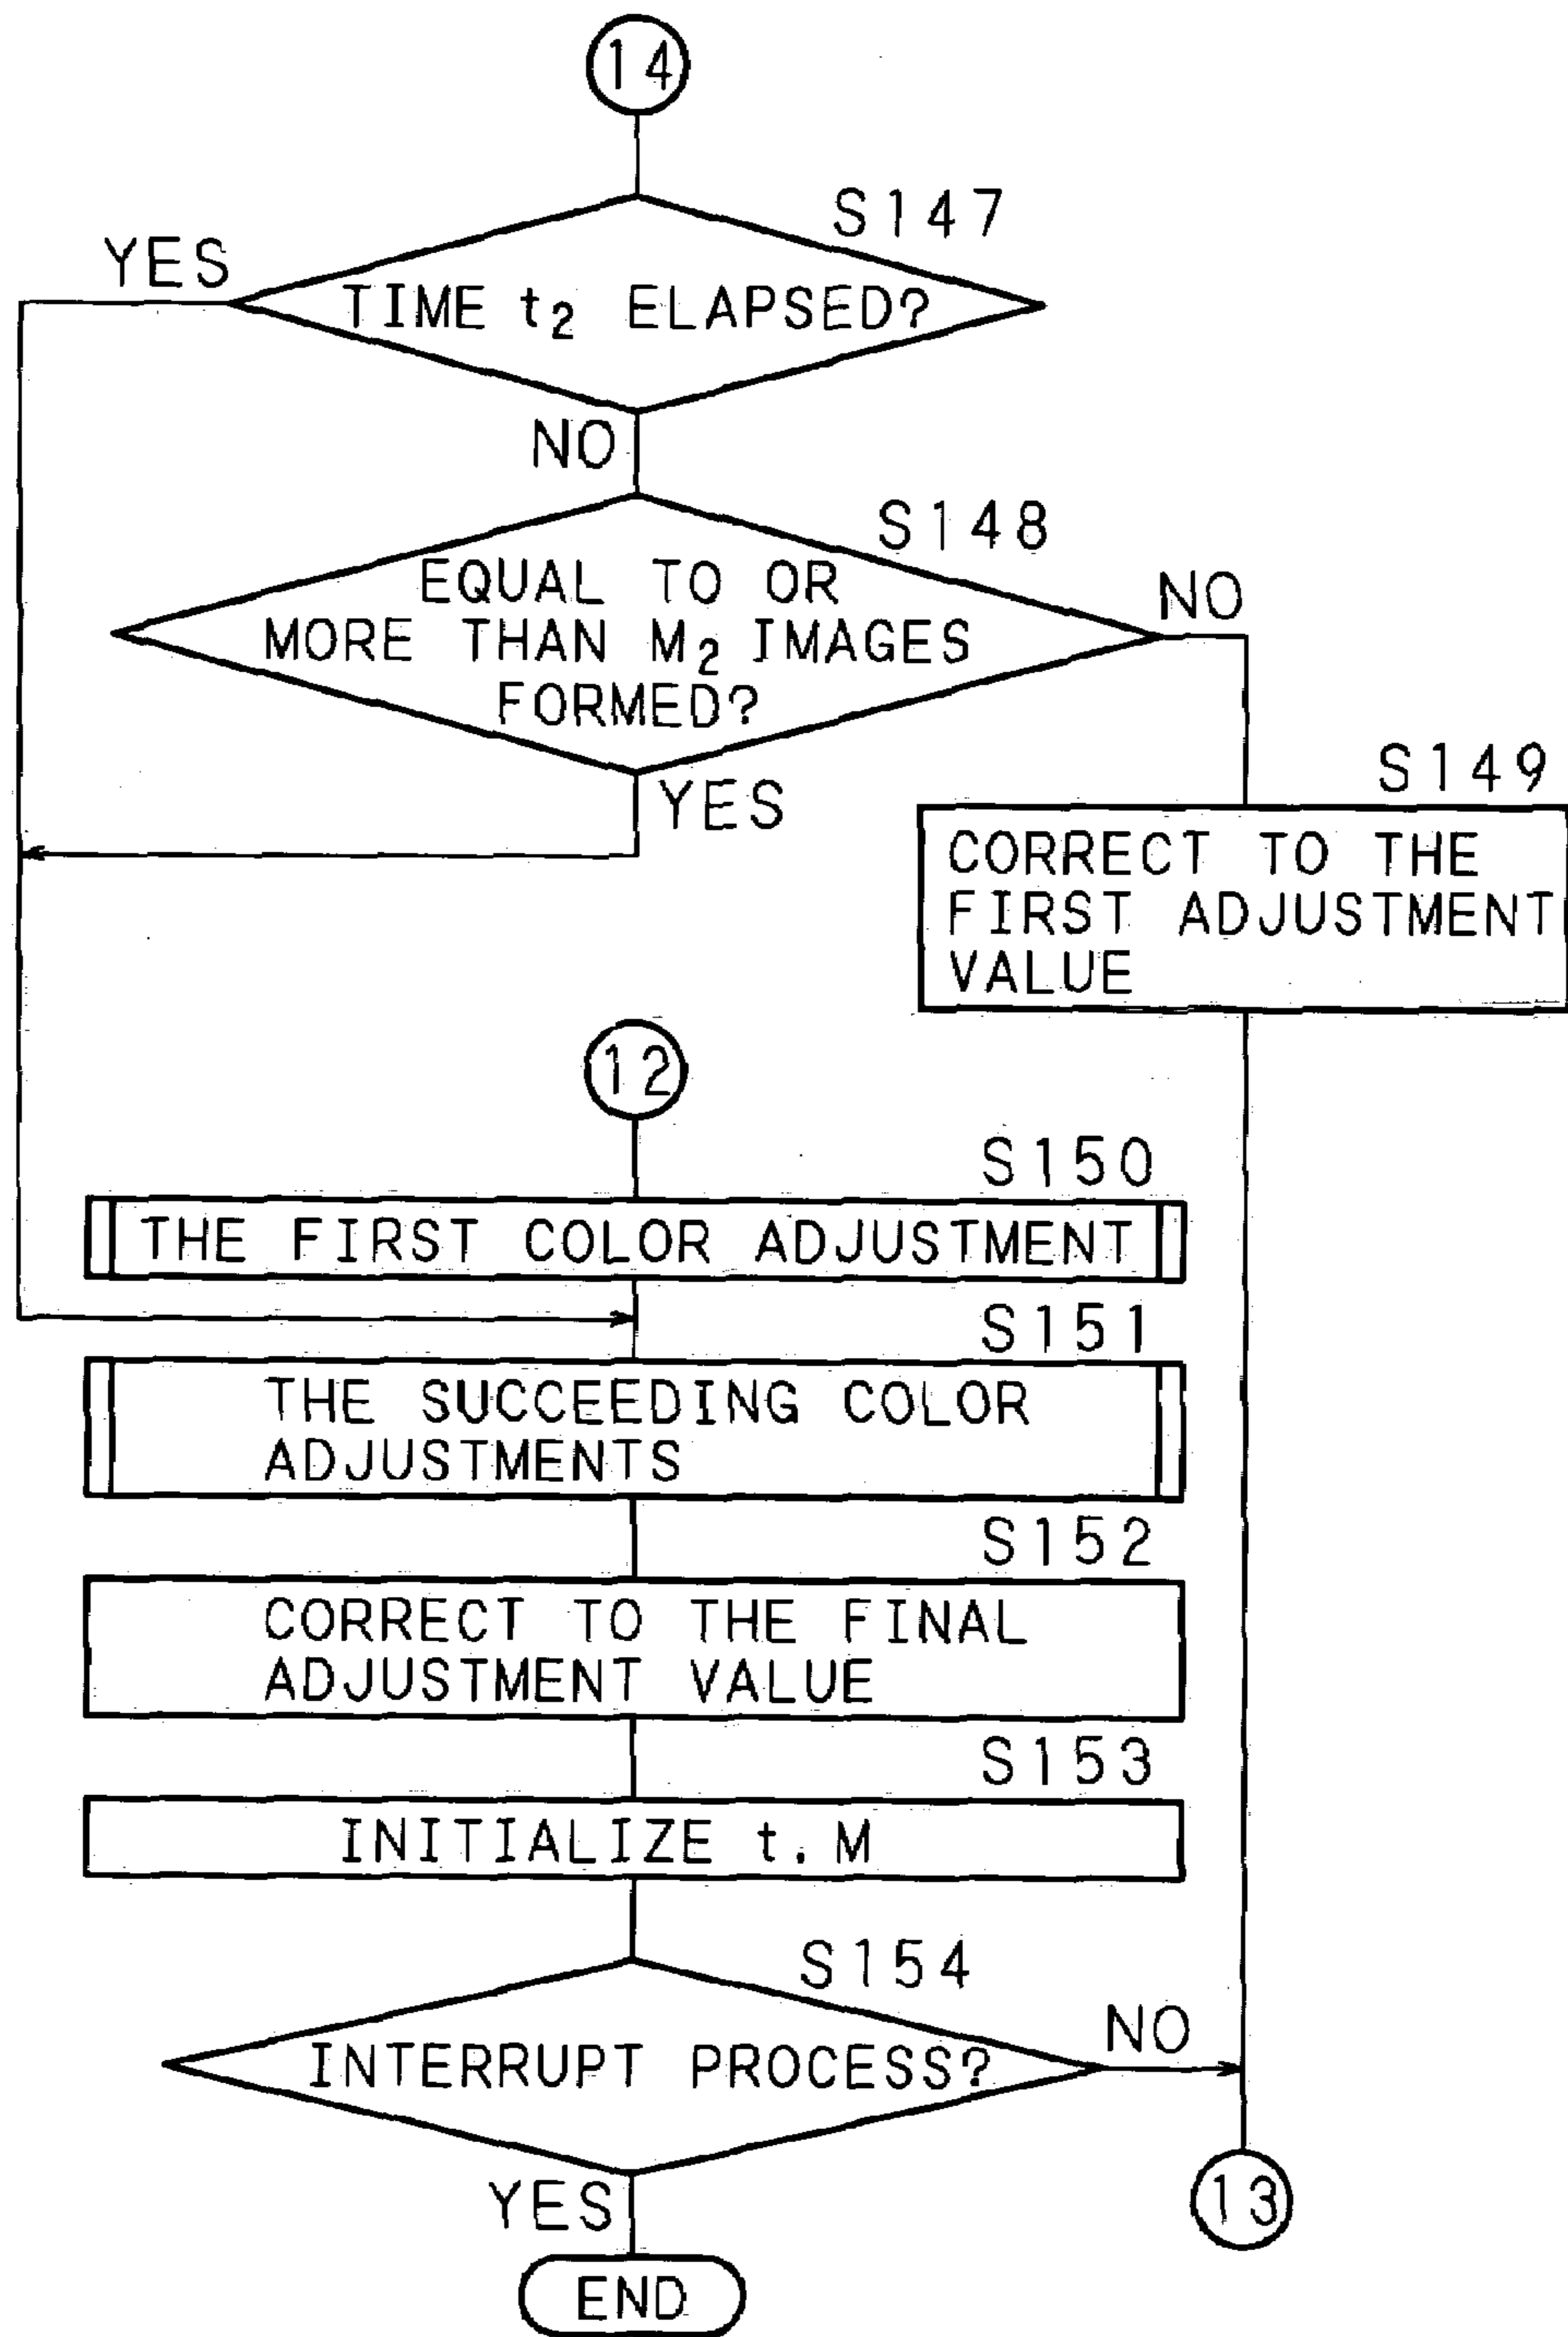 14
S147
YES
TIME t₂ ELAPSED?
NO
S148
EQUAL TO OR
MORE THAN M₂ IMAGES
FORMED?
NO
YES
S149
CORRECT TO THE
FIRST ADJUSTMENT
VALUE
12
S150
THE FIRST COLOR ADJUSTMENT
S151
THE SUCCEEDING COLOR
ADJUSTMENTS
S152
CORRECT TO THE FINAL
ADJUSTMENT VALUE
S153
INITIALIZE t. M
S154
INTERRUPT PROCESS?
NO
YES
13
END